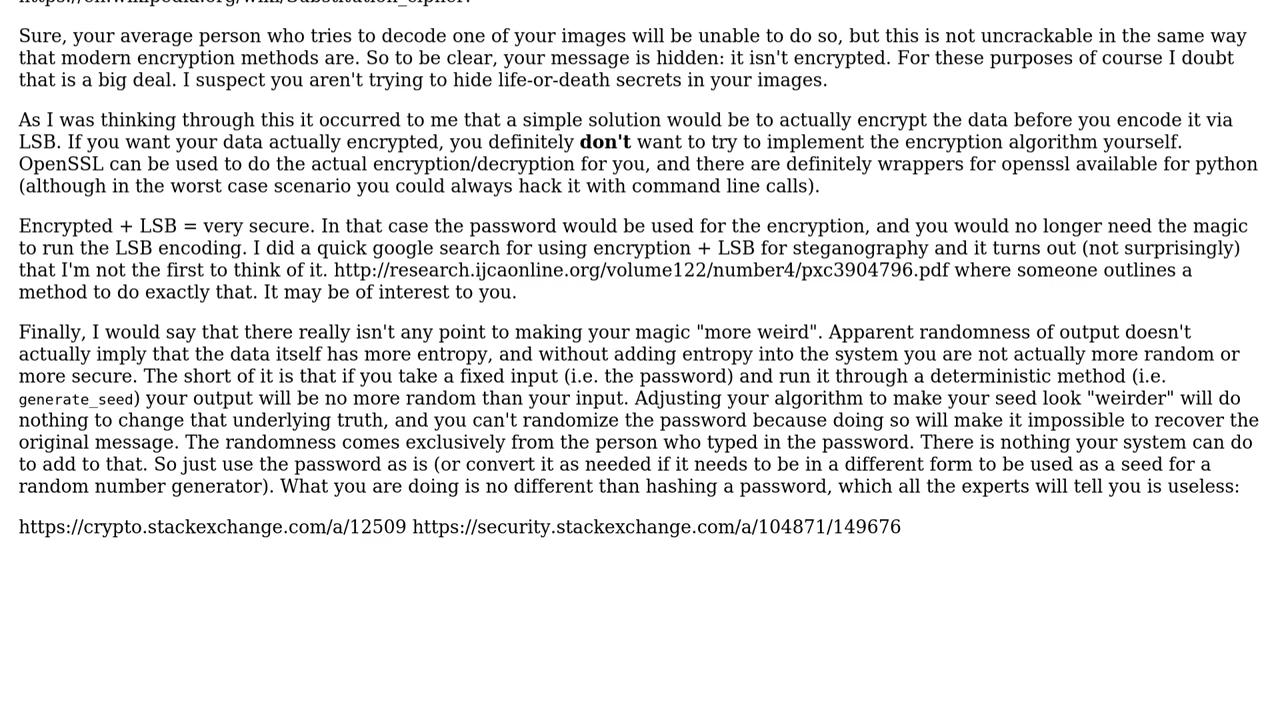 https://en.wikipedia.org/wiki/Substitution_cipher.
Sure, your average person who tries to decode one of your images will be unable to do so, but this is not uncrackable in the same way
that modern encryption methods are. So to be clear, your message is hidden: it isn't encrypted. For these purposes of course I doubt
that is a big deal. I suspect you aren't trying to hide life-or-death secrets in your images.
As I was thinking through this it occurred to me that a simple solution would be to actually encrypt the data before you encode it via
LSB. If you want your data actually encrypted, you definitely don't want to try to implement the encryption algorithm yourself.
OpenSSL can be used to do the actual encryption/decryption for you, and there are definitely wrappers for openssl available for python
(although in the worst case scenario you could always hack it with command line calls).
Encrypted + LSB = very secure. In that case the password would be used for the encryption, and you would no longer need the magic
to run the LSB encoding. I did a quick google search for using encryption + LSB for steganography and it turns out (not surprisingly)
that I'm not the first to think of it. http://research.ijcaonline.org/volume122/number4/pxc3904796.pdf where someone outlines a
method to do exactly that. It may be of interest to you.
Finally, I would say that there really isn't any point to making your magic "more weird". Apparent randomness of output doesn't
actually imply that the data itself has more entropy, and without adding entropy into the system you are not actually more random or
more secure. The short of it is that if you take a fixed input (i.e. the password) and run it through a deterministic method (i.e.
generate_seed) your output will be no more random than your input. Adjusting your algorithm to make your seed look "weirder" will do
nothing to change that underlying truth, and you can't randomize the password because doing so will make it impossible to recover the
original message. The randomness comes exclusively from the person who typed in the password. There is nothing your system can do
to add to that. So just use the password as is (or convert it as needed if it needs to be in a different form to be used as a seed for a
random number generator). What you are doing is no different than hashing a password, which all the experts will tell you is useless:
https://crypto.stackexchange.com/a/12509 https://security.stackexchange.com/a/104871/149676